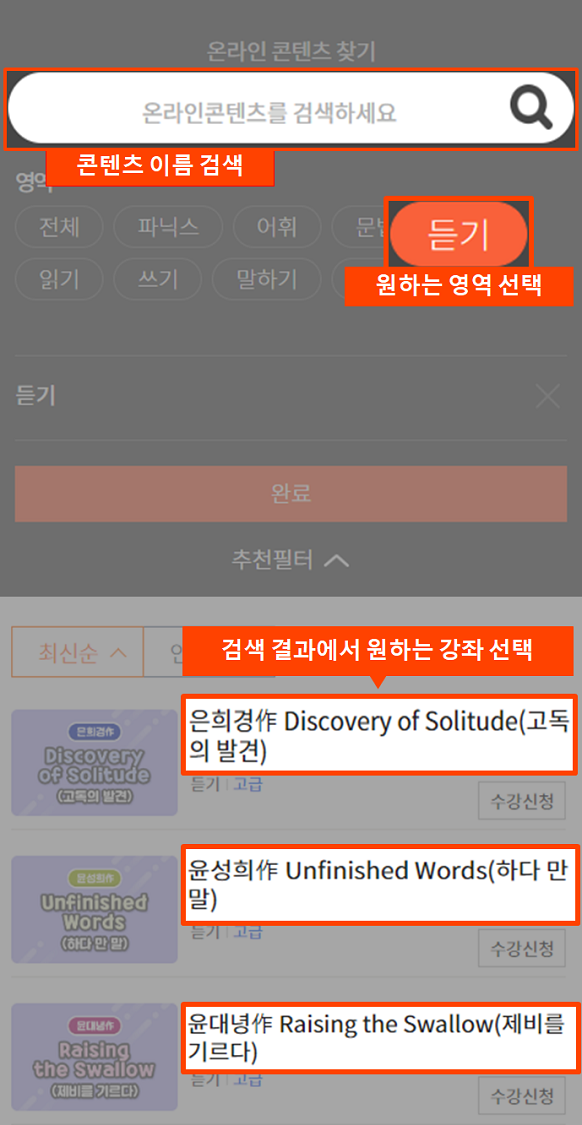 온라인 콘텐츠 찾기
온라인콘텐츠를 검색하세요
콘텐츠 이름 검색
영역
전체 파닉스 어휘 문법 듣기
읽기 쓰기 말하기
원하는 영역 선택
듣기
완료
추천필터
최신순
검색 결과에서 원하는 강좌 선택
은희경作
Discovery
of Solitude
(고독의 발견)
은희경作 Discovery of Solitude(고독
의 발견)
듣기 | 고급
수강신청
윤성희作
Unfinished
Words
(하다 만 말)
윤성희作 Unfinished Words(하다 만
말)
듣기 | 고급
수강신청
윤대녕作
Raising
the Swallow
(제비를 기르다)
윤대녕作 Raising the Swallow(제비를
기르다)
듣기 | 고급
수강신청